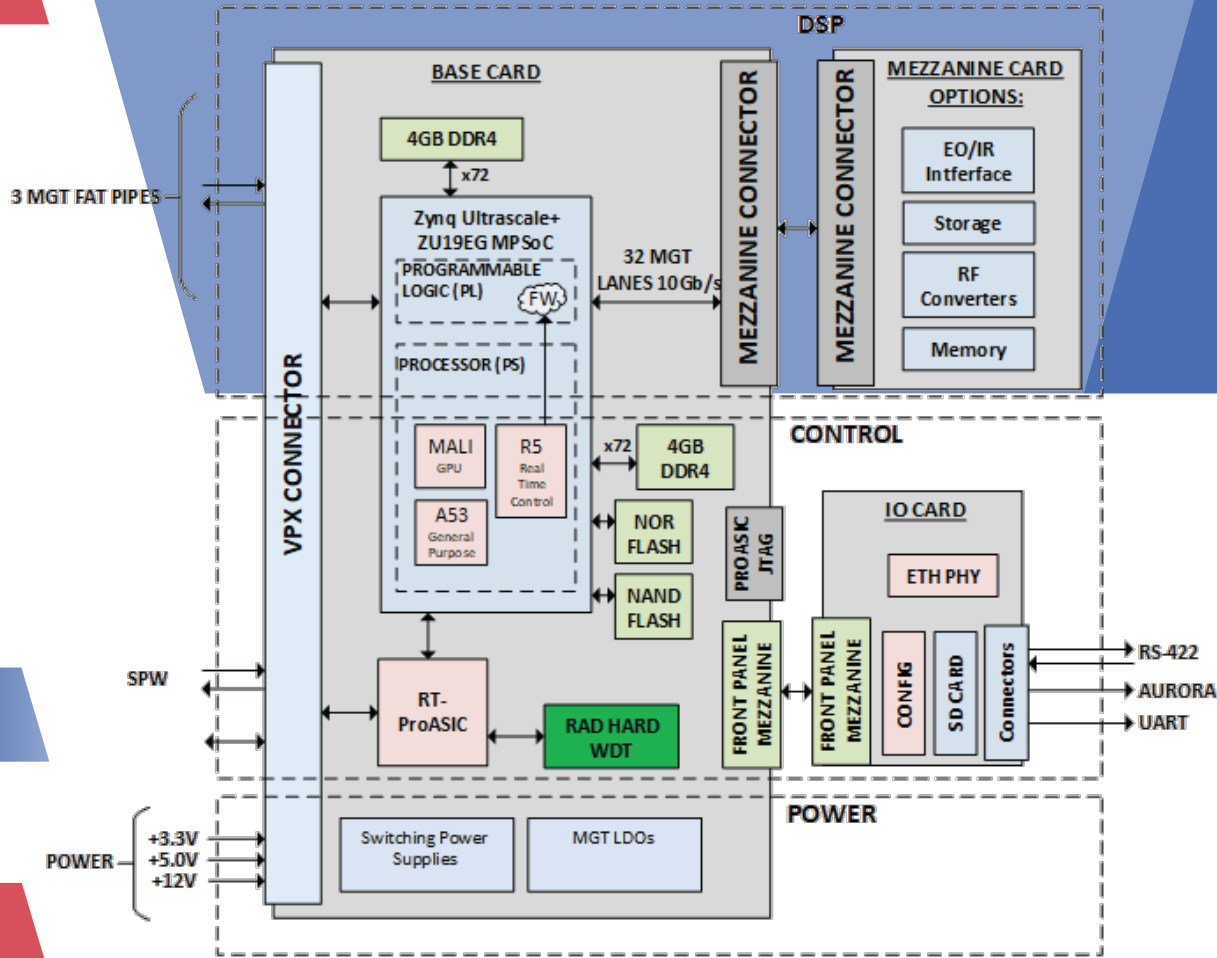 DSP
BASE CARD
MEZZANINE CARD
OPTIONS:
4GB DDR4
x72
3 MGT FAT PIPES
Zynq Ultrascale+
ZU19EG MPSoC
PROGRAMMABLE
LOGIC (PL)
FW
32 MGT
LANES 10Gb/s
MEZZANINE CONNECTOR
MEZZANINE CONNECTOR
EO/IR
Intferface
Storage
RF
Converters
Memory
VPX CONNECTOR
PROCESSOR (PS)
MALI
GPU
R5
Real
Time
Control
A53
General
Purpose
CONTROL
x72
4GB
DDR4
NOR
FLASH
NAND
FLASH
PROASIC
JTAG
IO CARD
ETH PHY
FRONT PANEL
MEZZANINE
FRONT PANEL
MEZZANINE
CONFIG
SD CARD
Connectors
RS-422
AURORA
UART
SPW
RT-
ProASIC
RAD HARD
WDT
POWER
POWER
+3.3V
+5.0V
+12V
Switching Power
Supplies
MGT LDOs